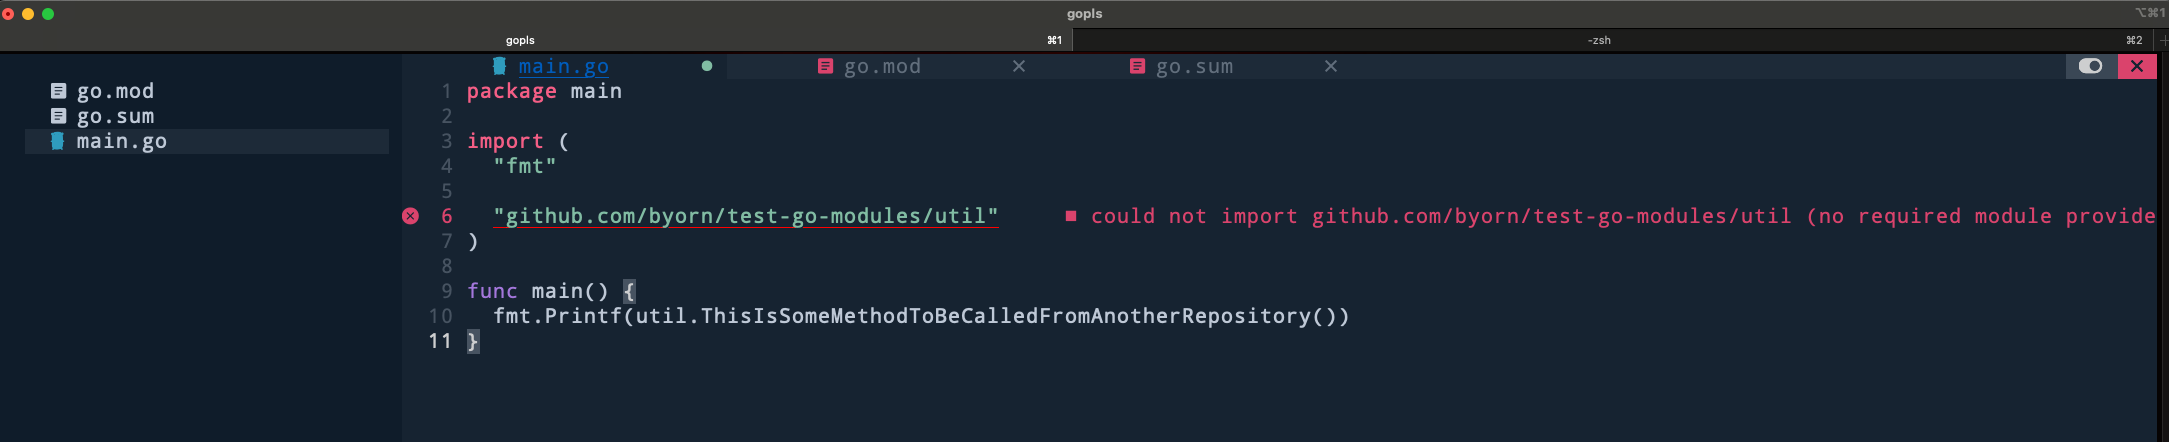 gopls
⌥⌘1
gopls ⌘1 -zsh ⌘2
main.go go.mod go.sum
go.mod
go.sum
main.go
1 package main
2
3 import (
4 "fmt"
5
6 "github.com/byorn/test-go-modules/util" ■ could not import github.com/byorn/test-go-modules/util (no required module provide
7 )
8
9 func main() {
10 fmt.Printf(util.ThisIsSomeMethodToBeCalledFromAnotherRepository())
11 }